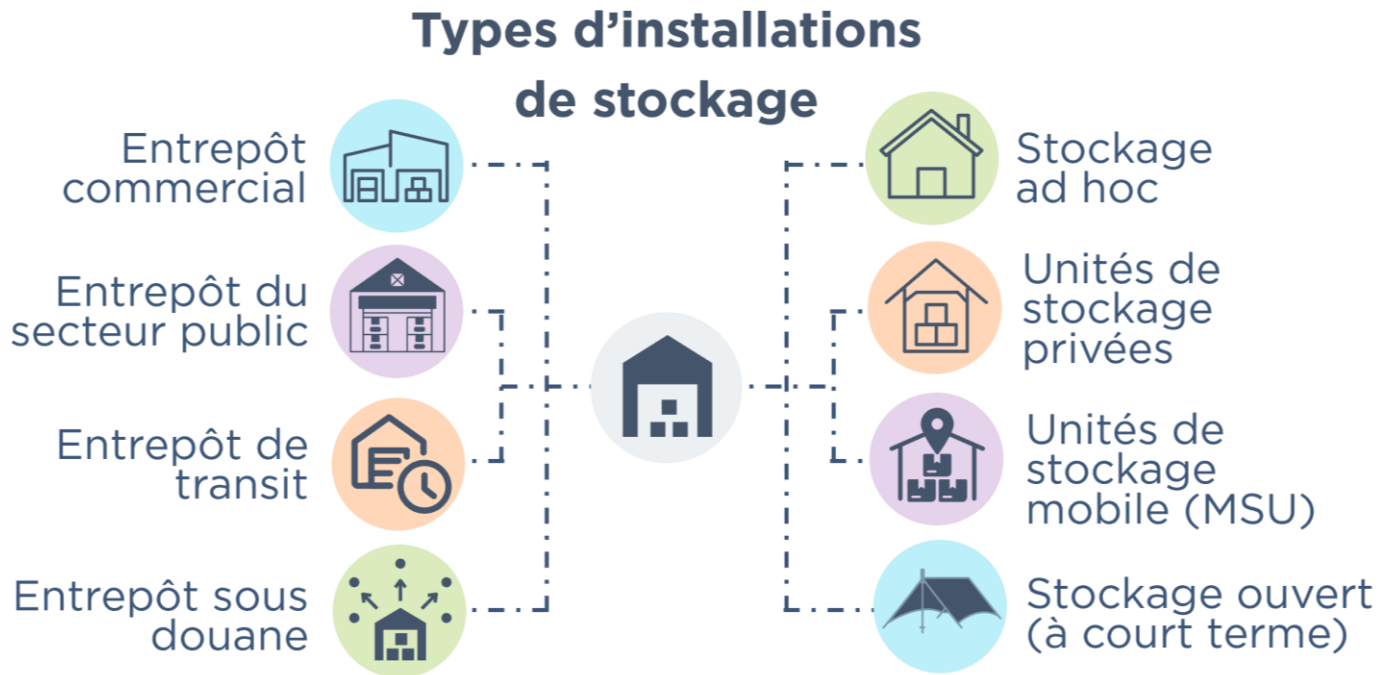 Types d'installations
de stockage
Entrepôt
commercial
Entrepôt du
secteur public
Entrepôt de
transit
Entrepôt sous
douane
Stockage
ad hoc
Unités de
stockage
privées
Unités de
stockage
mobile (MSU)
Stockage ouvert
(à court terme)